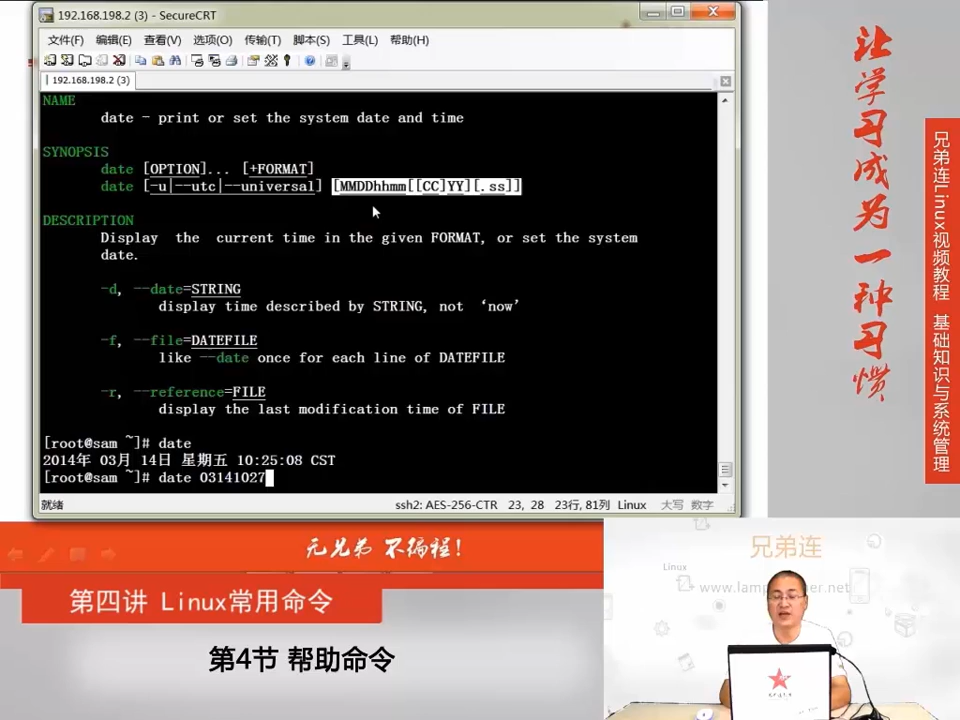 192.168.198.2 (3) - SecureCRT
文件(F) 编辑(E) 查看(V) 选项(O) 传输(T) 脚本(S) 工具(L) 帮助(H)
192.168.198.2 (3)
NAME
date - print or set the system date and time
SYNOPSIS
date [OPTION]... [+FORMAT]
date [-u|--utc|--universal] [MMDDhhmm[[CC]YY][.ss]]
DESCRIPTION
Display the current time in the given FORMAT, or set the system
date.
-d, --date=STRING
display time described by STRING, not ‘now’
-f, --file=DATEFILE
like --date once for each line of DATEFILE
-r, --reference=FILE
display the last modification time of FILE
[root@sam ~]# date
2014年 03月 14日 星期五 10:25:08 CST
[root@sam ~]# date 03141027
就绪 ssh2: AES-256-CTR 23, 28 23行, 81列 Linux 大写 数字
让学习成为一种习惯
兄弟连Linux视频教程 基础知识与系统管理
无兄弟 不编程!
第四讲 Linux常用命令
第4节 帮助命令
兄弟连
Linux